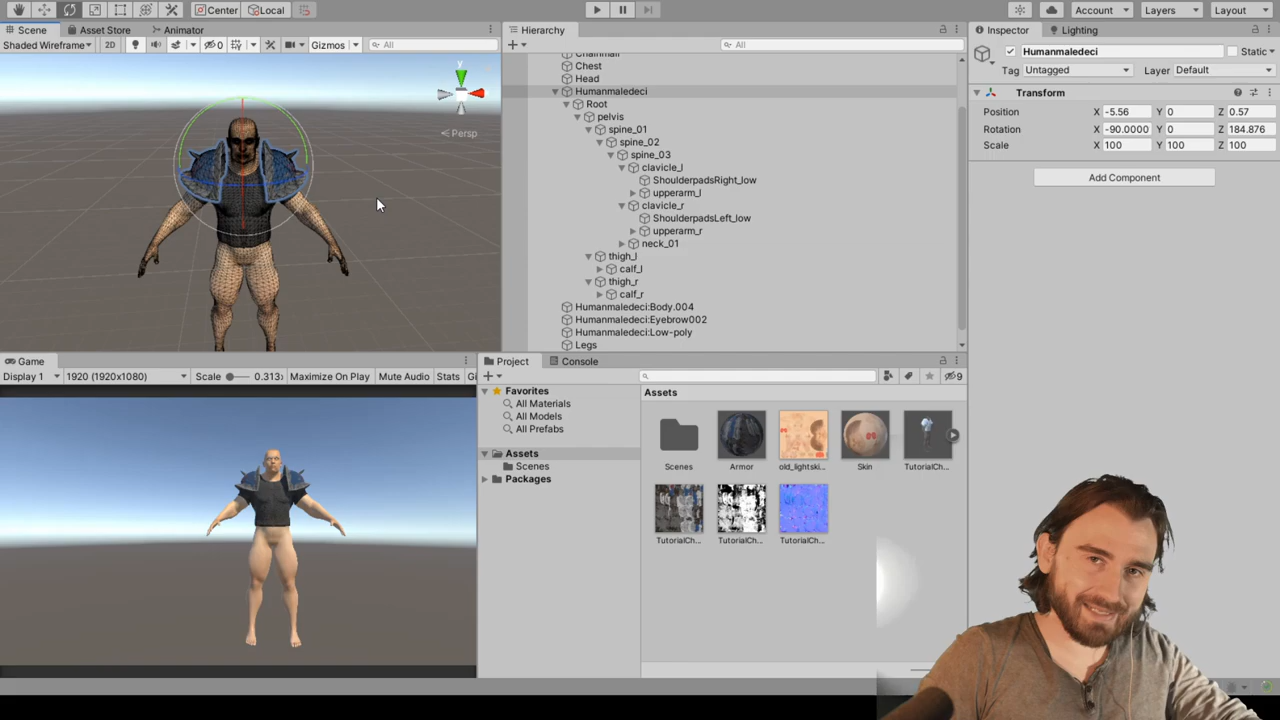 Center
Local
Account
Layers
Layout
Scene
Asset Store
Animator
Shaded Wireframe
2D
0
Gizmos
All
y
Persp
Hierarchy
All
Chainmail
Chest
Head
Humanmaledeci
Root
pelvis
spine_01
spine_02
spine_03
clavicle_l
ShoulderpadsRight_low
upperarm_l
clavicle_r
ShoulderpadsLeft_low
upperarm_r
neck_01
thigh_l
calf_l
thigh_r
calf_r
Humanmaledeci:Body.004
Humanmaledeci:Eyebrow002
Humanmaledeci:Low-poly
Legs
Inspector
Lighting
Humanmaledeci
Static
Tag Untagged
Layer Default
Transform
Position X -5.56 Y 0 Z 0.57
Rotation X -90.0000 Y 0 Z 184.876
Scale X 100 Y 100 Z 100
Add Component
Game
Display 1
1920 (1920x1080)
Scale 0.313
Maximize On Play
Mute Audio
Stats
Gi
Project
Console
9
Favorites
All Materials
All Models
All Prefabs
Assets
Scenes
Packages
Assets
Scenes
Armor
old_lightski...
Skin
TutorialCh...
TutorialCh...
TutorialCh...
TutorialCh...